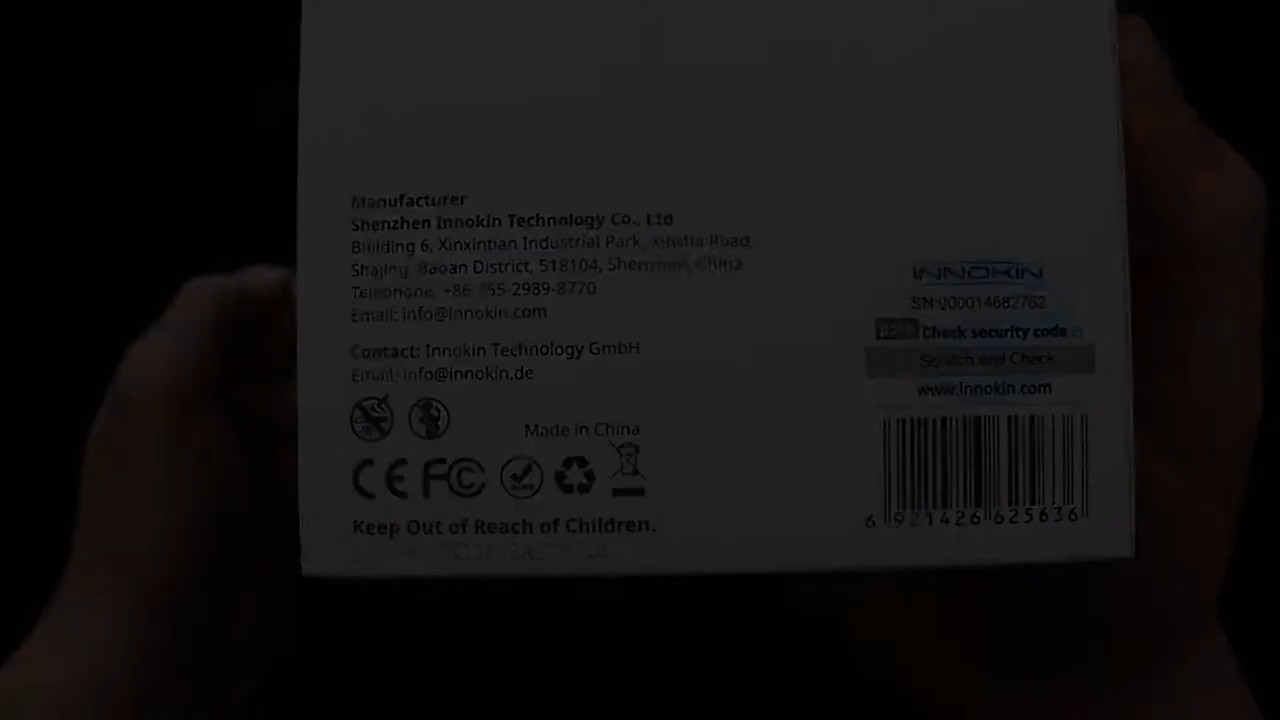 Manufacturer
Shenzhen Innokin Technology Co., Ltd
Building 6, Xinxintian Industrial Park, Xinsha Road,
Shajing, Baoan District, 518104, Shenzhen, China
Telephone: +86-755-2989-8770
Email: info@innokin.com
Contact: Innokin Technology GmbH
Email: info@innokin.de
Made in China
CE FC
Keep Out of Reach of Children.
INNOKIN
SN:000014682762
Check security code
Scratch and Check
www.innokin.com
6 921426 625636